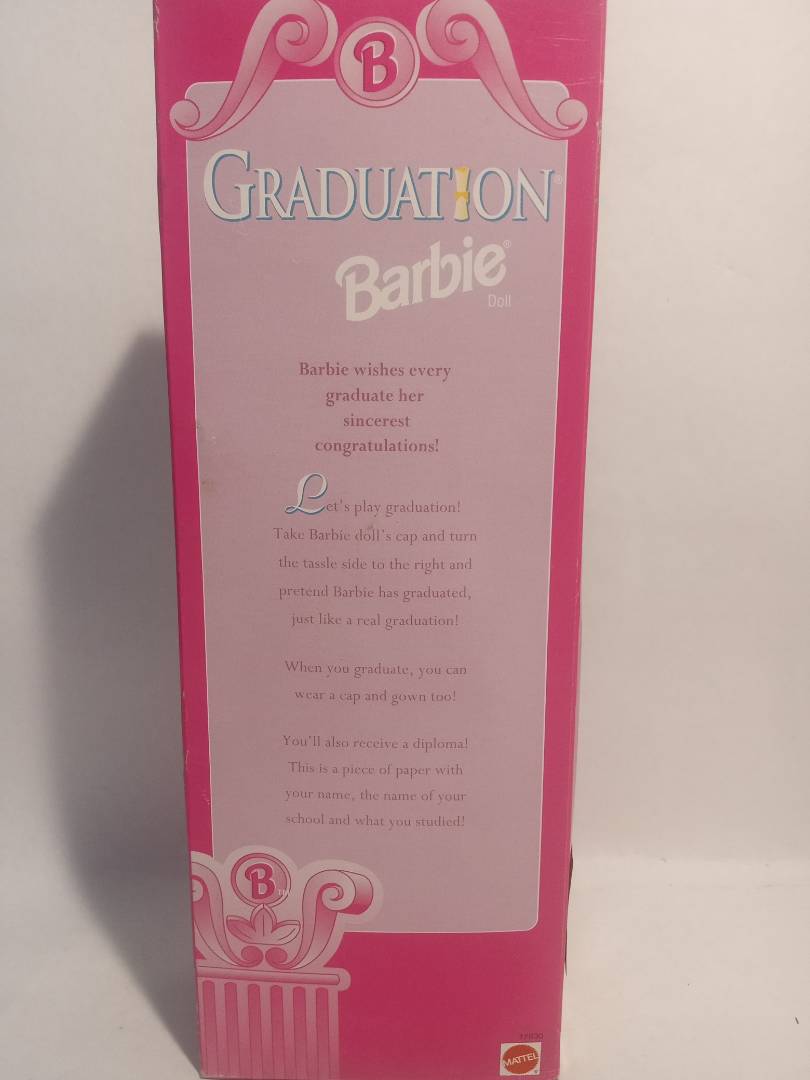 B
GRADUATION®
Barbie®
Doll
Barbie wishes every
graduate her
sincerest
congratulations!
Let's play graduation!
Take Barbie doll's cap and turn
the tassle side to the right and
pretend Barbie has graduated,
just like a real graduation!
When you graduate, you can
wear a cap and gown too!
You'll also receive a diploma!
This is a piece of paper with
your name, the name of your
school and what you studied!
B™
MATTEL®